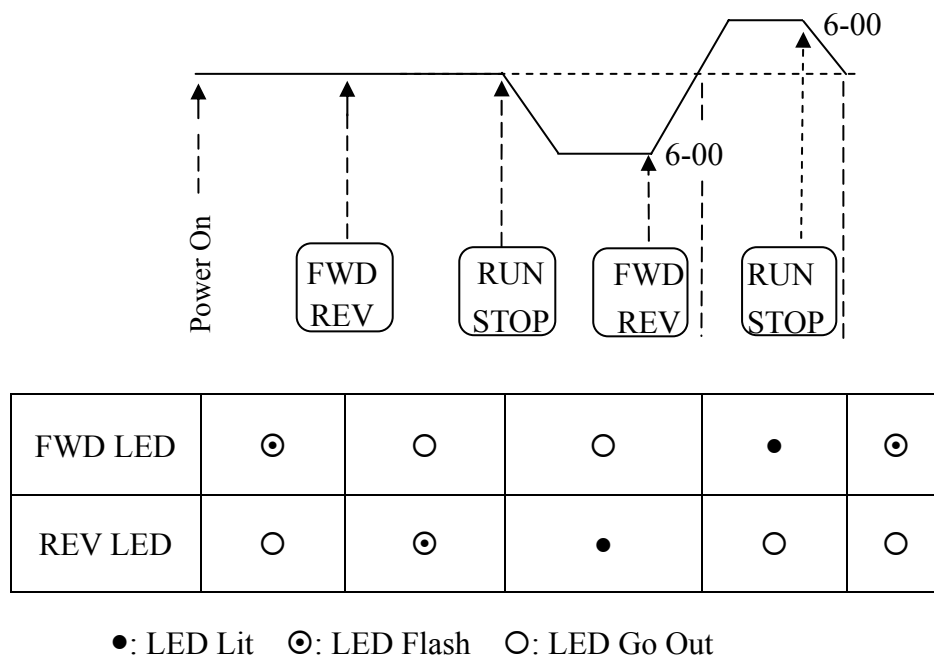 6-00
6-00
Power On
FWD
REV
RUN
STOP
FWD
REV
RUN
STOP
FWD LED ⊙ ○ ○ ● ⊙
REV LED ○ ⊙ ● ○ ○
●: LED Lit ⊙: LED Flash ○: LED Go Out